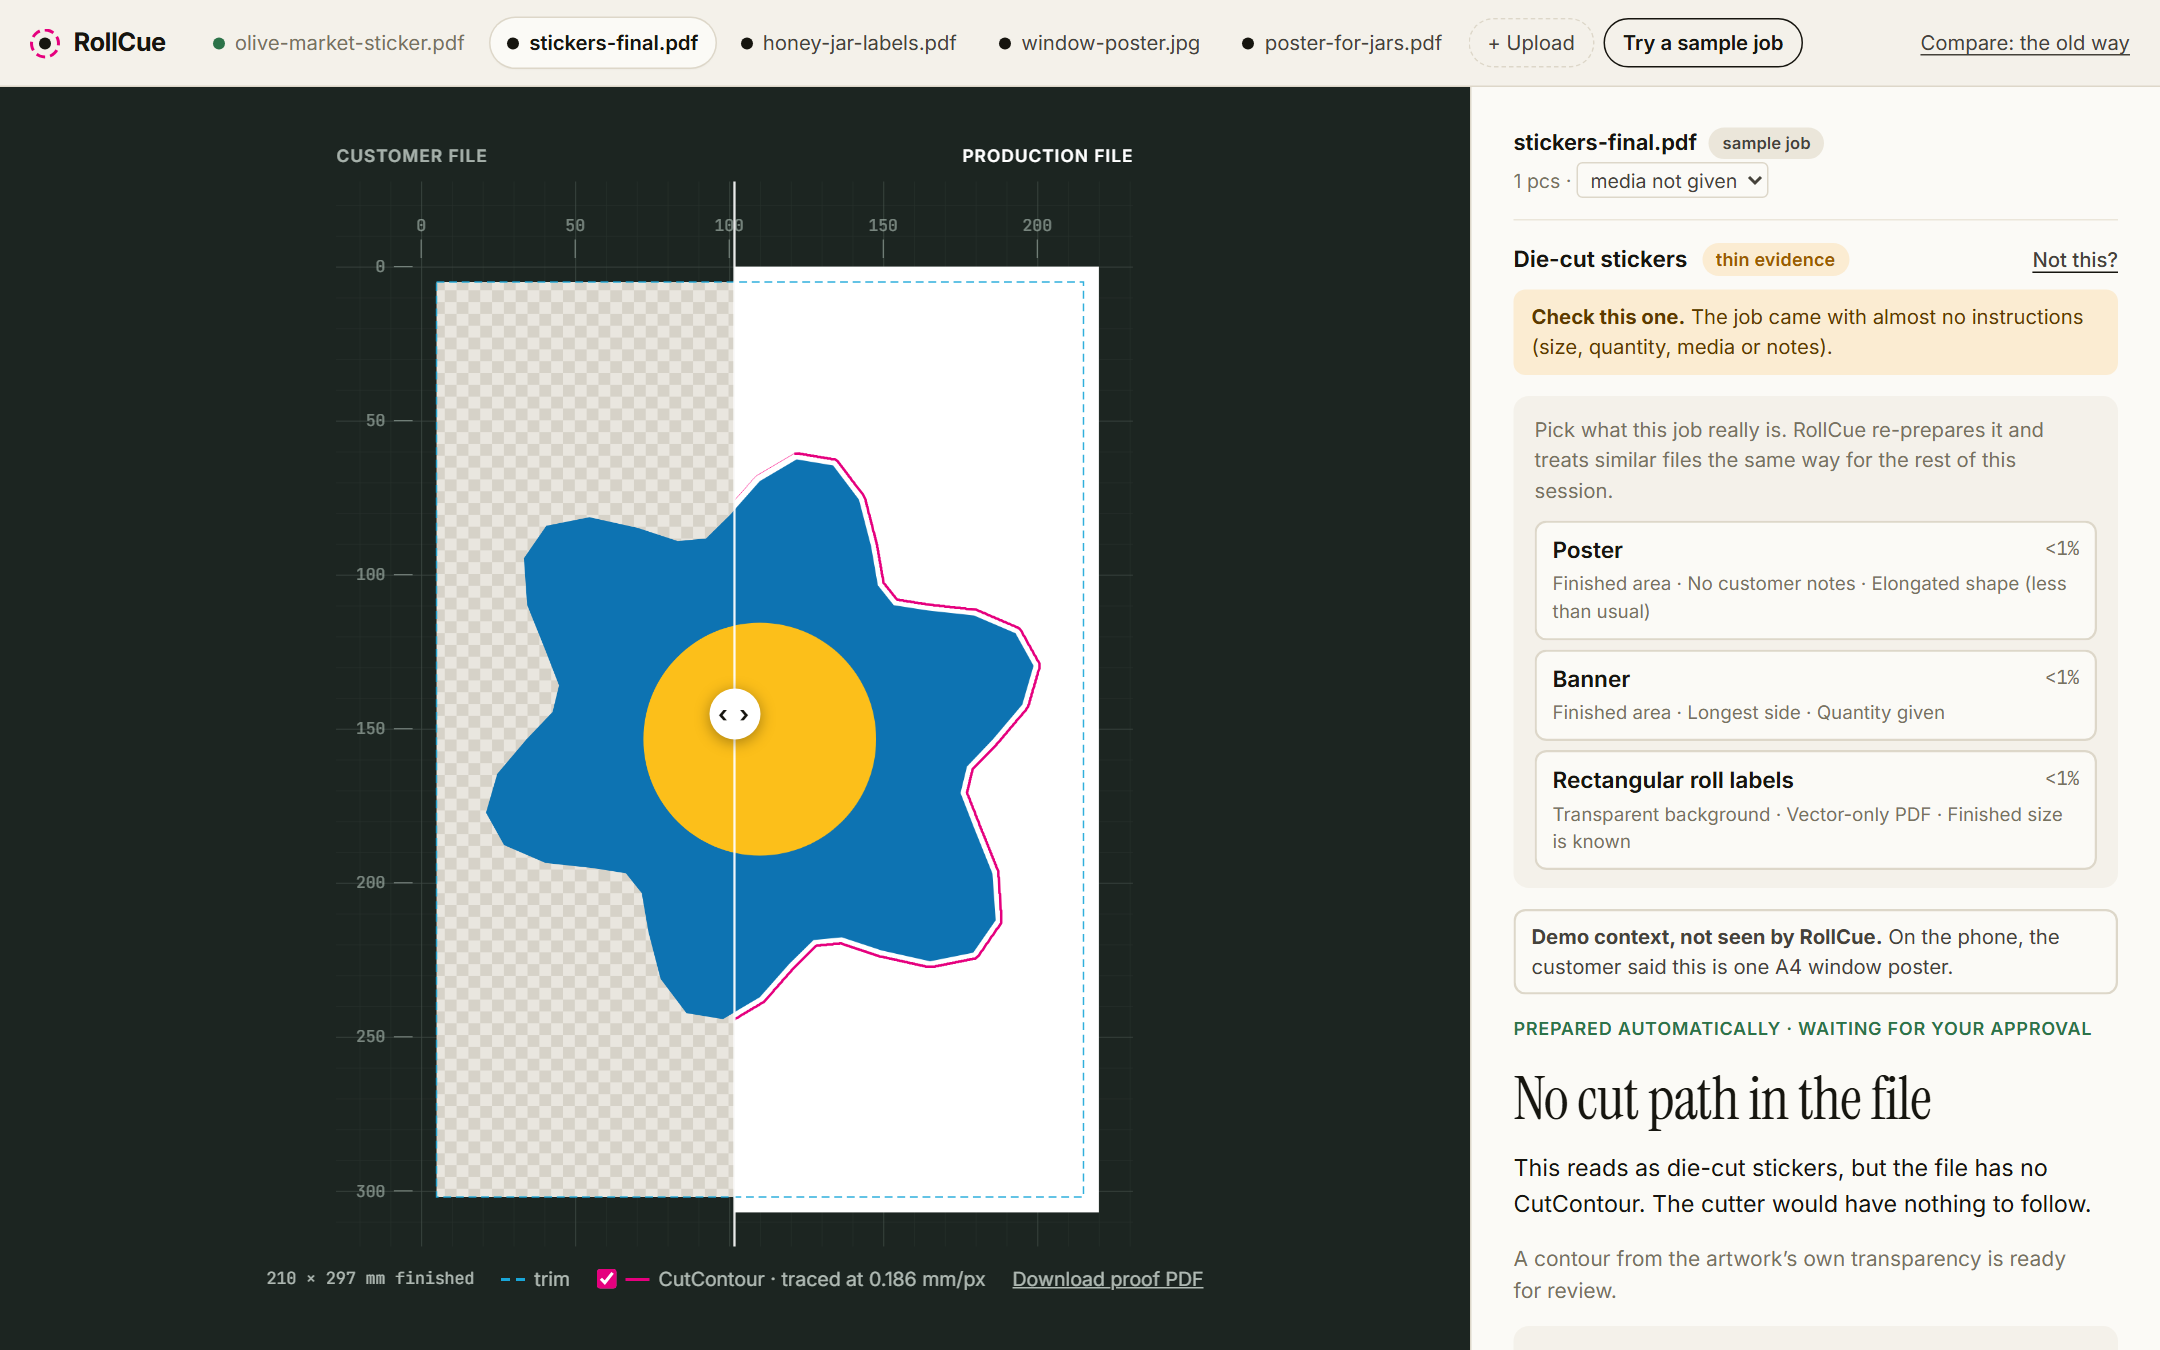 RollCue
olive-market-sticker.pdf
stickers-final.pdf
honey-jar-labels.pdf
window-poster.jpg
poster-for-jars.pdf
+ Upload
Try a sample job
Compare: the old way
CUSTOMER FILE
PRODUCTION FILE
0
50
100
150
200
0
50
100
150
200
250
300
210 × 297 mm finished
trim
CutContour · traced at 0.186 mm/px
Download proof PDF
stickers-final.pdf
sample job
1 pcs ·
media not given
Die-cut stickers
thin evidence
Not this?
Check this one. The job came with almost no instructions
(size, quantity, media or notes).
Pick what this job really is. RollCue re-prepares it and
treats similar files the same way for the rest of this
session.
Poster
<1%
Finished area · No customer notes · Elongated shape (less
than usual)
Banner
<1%
Finished area · Longest side · Quantity given
Rectangular roll labels
<1%
Transparent background · Vector-only PDF · Finished size
is known
Demo context, not seen by RollCue. On the phone, the
customer said this is one A4 window poster.
PREPARED AUTOMATICALLY · WAITING FOR YOUR APPROVAL
No cut path in the file
This reads as die-cut stickers, but the file has no
CutContour. The cutter would have nothing to follow.
A contour from the artwork’s own transparency is ready
for review.